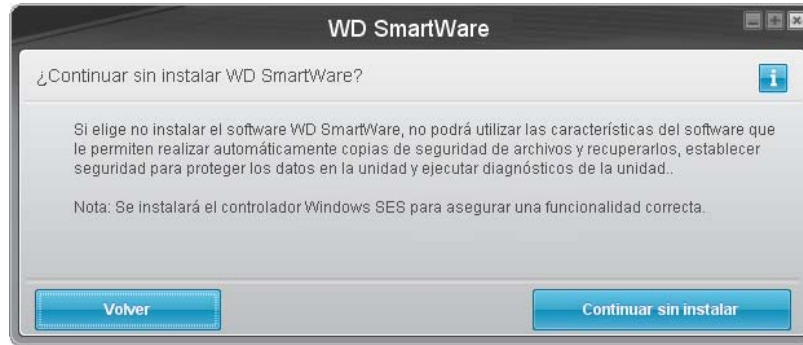 WD SmartWare
¿Continuar sin instalar WD SmartWare?
Si elige no instalar el software WD SmartWare, no podrá utilizar las características del software que
le permiten realizar automáticamente copias de seguridad de archivos y recuperarlos, establecer
seguridad para proteger los datos en la unidad y ejecutar diagnósticos de la unidad..
Nota: Se instalará el controlador Windows SES para asegurar una funcionalidad correcta.
Volver
Continuar sin instalar